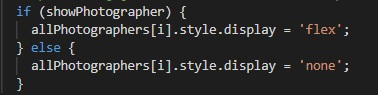 if (showPhotographer) {
  allPhotographers[i].style.display = 'flex';
} else {
  allPhotographers[i].style.display = 'none';
}